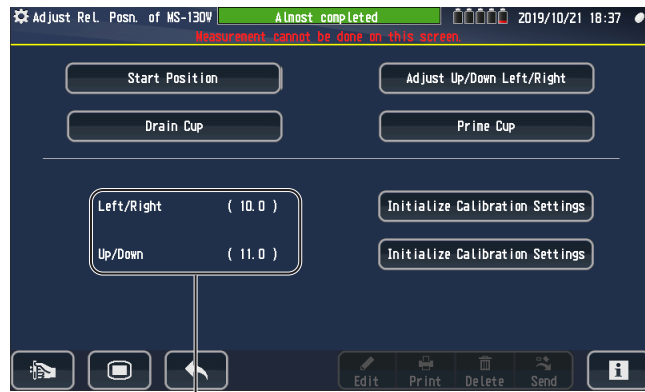 Adjust Rel. Posn. of MS-130V Almost completed 2019/10/21 18:37
Measurement cannot be done on this screen.
Start Position Adjust Up/Down Left/Right
Drain Cup Prime Cup
Left/Right ( 10.0 ) Initialize Calibration Settings
Up/Down ( 11.0 ) Initialize Calibration Settings
Edit Print Delete Send i